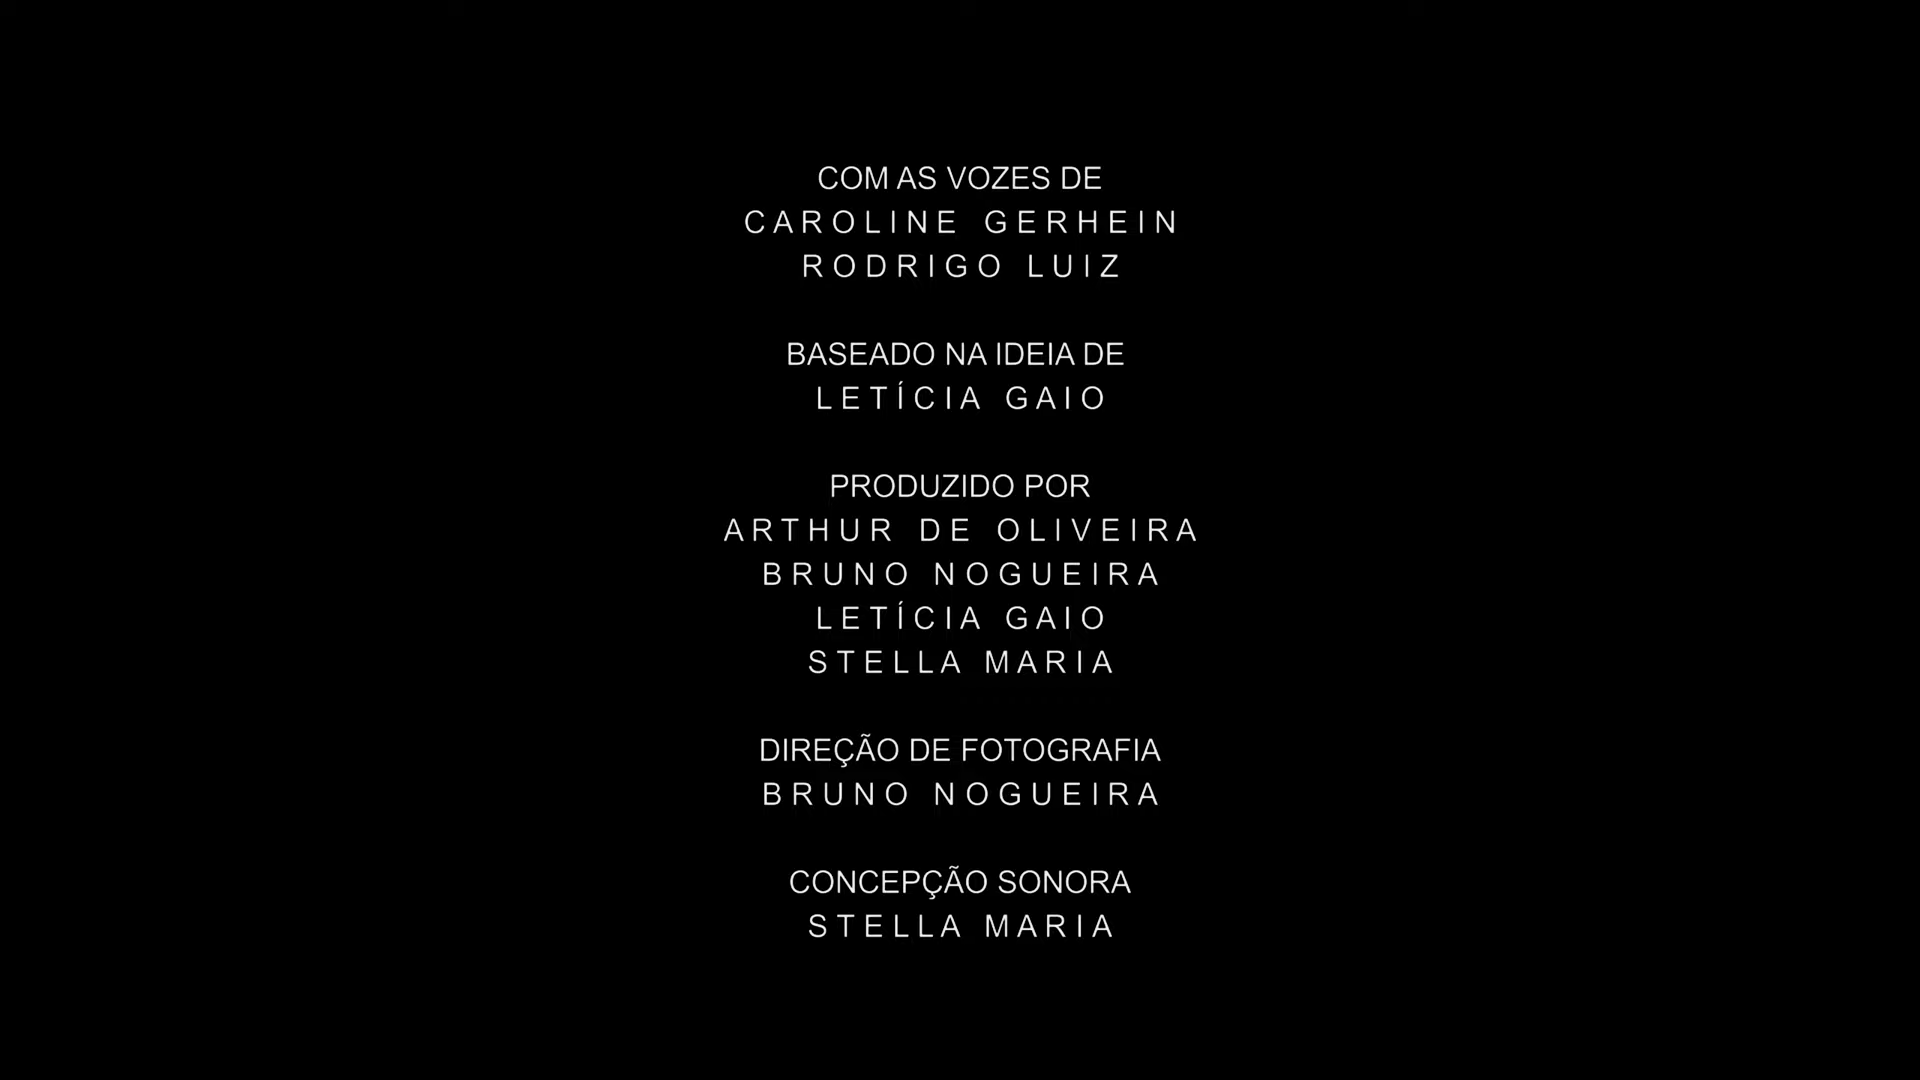 COM AS VOZES DE
CAROLINE GERHEIN
RODRIGO LUIZ
BASEADO NA IDEIA DE
LETÍCIA GAIO
PRODUZIDO POR
ARTHUR DE OLIVEIRA
BRUNO NOGUEIRA
LETÍCIA GAIO
STELLA MARIA
DIREÇÃO DE FOTOGRAFIA
BRUNO NOGUEIRA
CONCEPÇÃO SONORA
STELLA MARIA